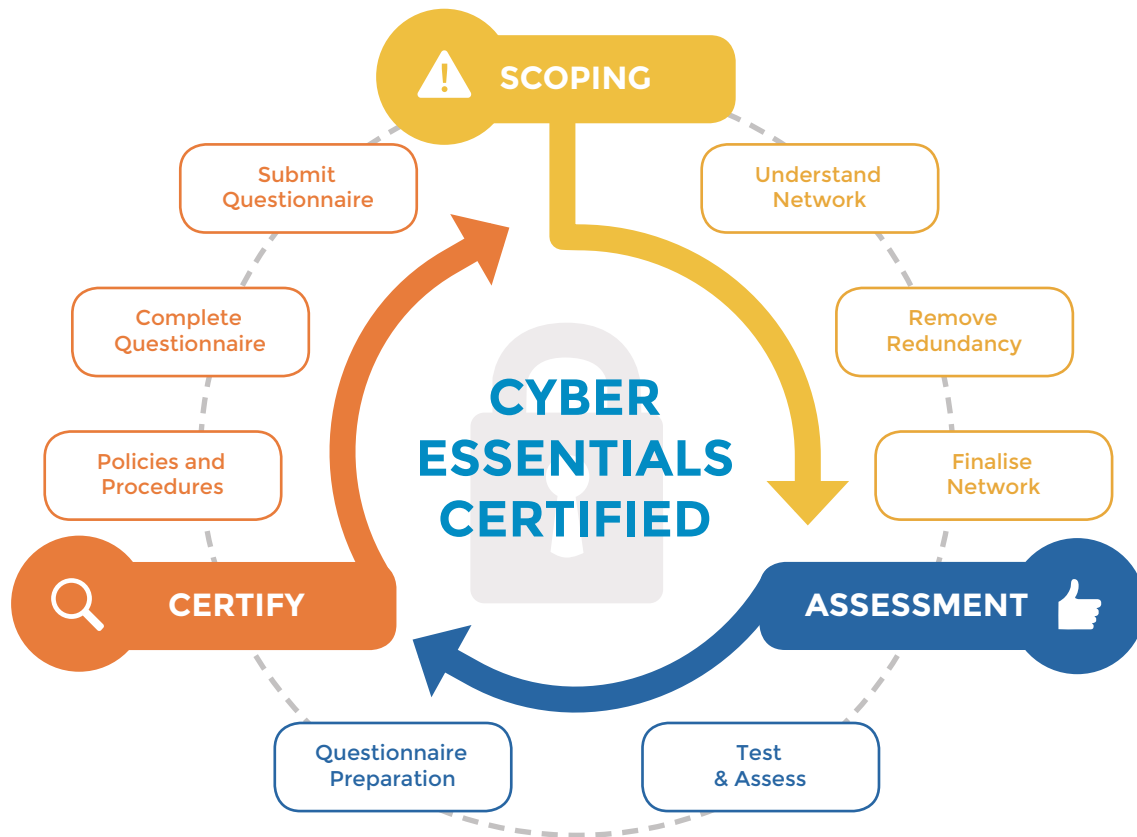 SCOPING
Understand
Network
Remove
Redundancy
Finalise
Network
ASSESSMENT
Test
& Assess
Questionnaire
Preparation
CERTIFY
Policies and
Procedures
Complete
Questionnaire
Submit
Questionnaire
CYBER
ESSENTIALS
CERTIFIED